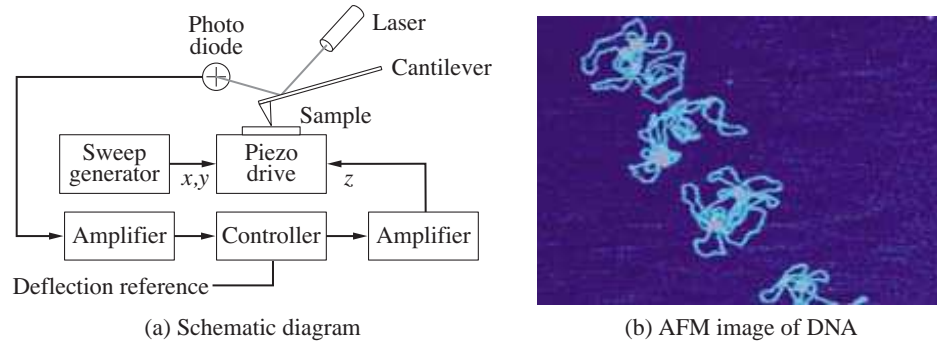 Photo
diode
Laser
Cantilever
Sample
Sweep
generator
x,y
Piezo
drive
z
Amplifier
Controller
Amplifier
Deflection reference
(a) Schematic diagram
(b) AFM image of DNA